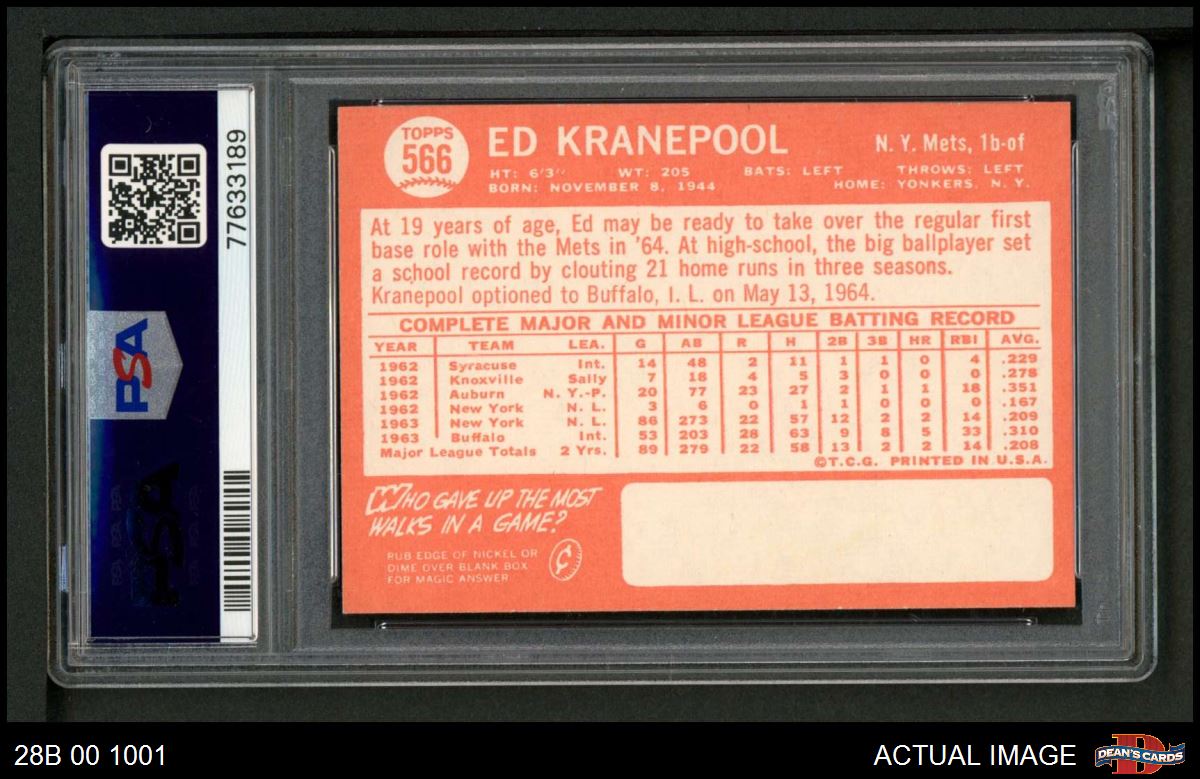 77633189
PSA
PSA
TOPPS
566
ED KRANEPOOL
N. Y. Mets, 1b-of
HT: 6'3" WT: 205 BATS: LEFT THROWS: LEFT
BORN: NOVEMBER 8, 1944 HOME: YONKERS, N. Y.
At 19 years of age, Ed may be ready to take over the regular first
base role with the Mets in '64. At high-school, the big ballplayer set
a school record by clouting 21 home runs in three seasons.
Kranepool optioned to Buffalo, I. L. on May 13, 1964.
COMPLETE MAJOR AND MINOR LEAGUE BATTING RECORD
YEAR TEAM LEA. G AB R H 2B 3B HR RBI AVG.
1962 Syracuse Int. 14 48 2 11 1 1 0 4 .229
1962 Knoxville Sally 7 18 4 5 3 0 0 0 .278
1962 Auburn N. Y.-P. 20 77 23 27 2 1 1 18 .351
1962 New York N. L. 3 6 0 1 1 0 0 0 .167
1963 New York N. L. 86 273 22 57 12 2 2 14 .209
1963 Buffalo Int. 53 203 28 63 9 8 5 33 .310
Major League Totals 2 Yrs. 89 279 22 58 13 2 2 14 .208
©T.C.G. PRINTED IN U.S.A.
WHO GAVE UP THE MOST
WALKS IN A GAME?
RUB EDGE OF NICKEL OR
DIME OVER BLANK BOX
FOR MAGIC ANSWER
¢
28B 00 1001
ACTUAL IMAGE
DEAN'S CARDS